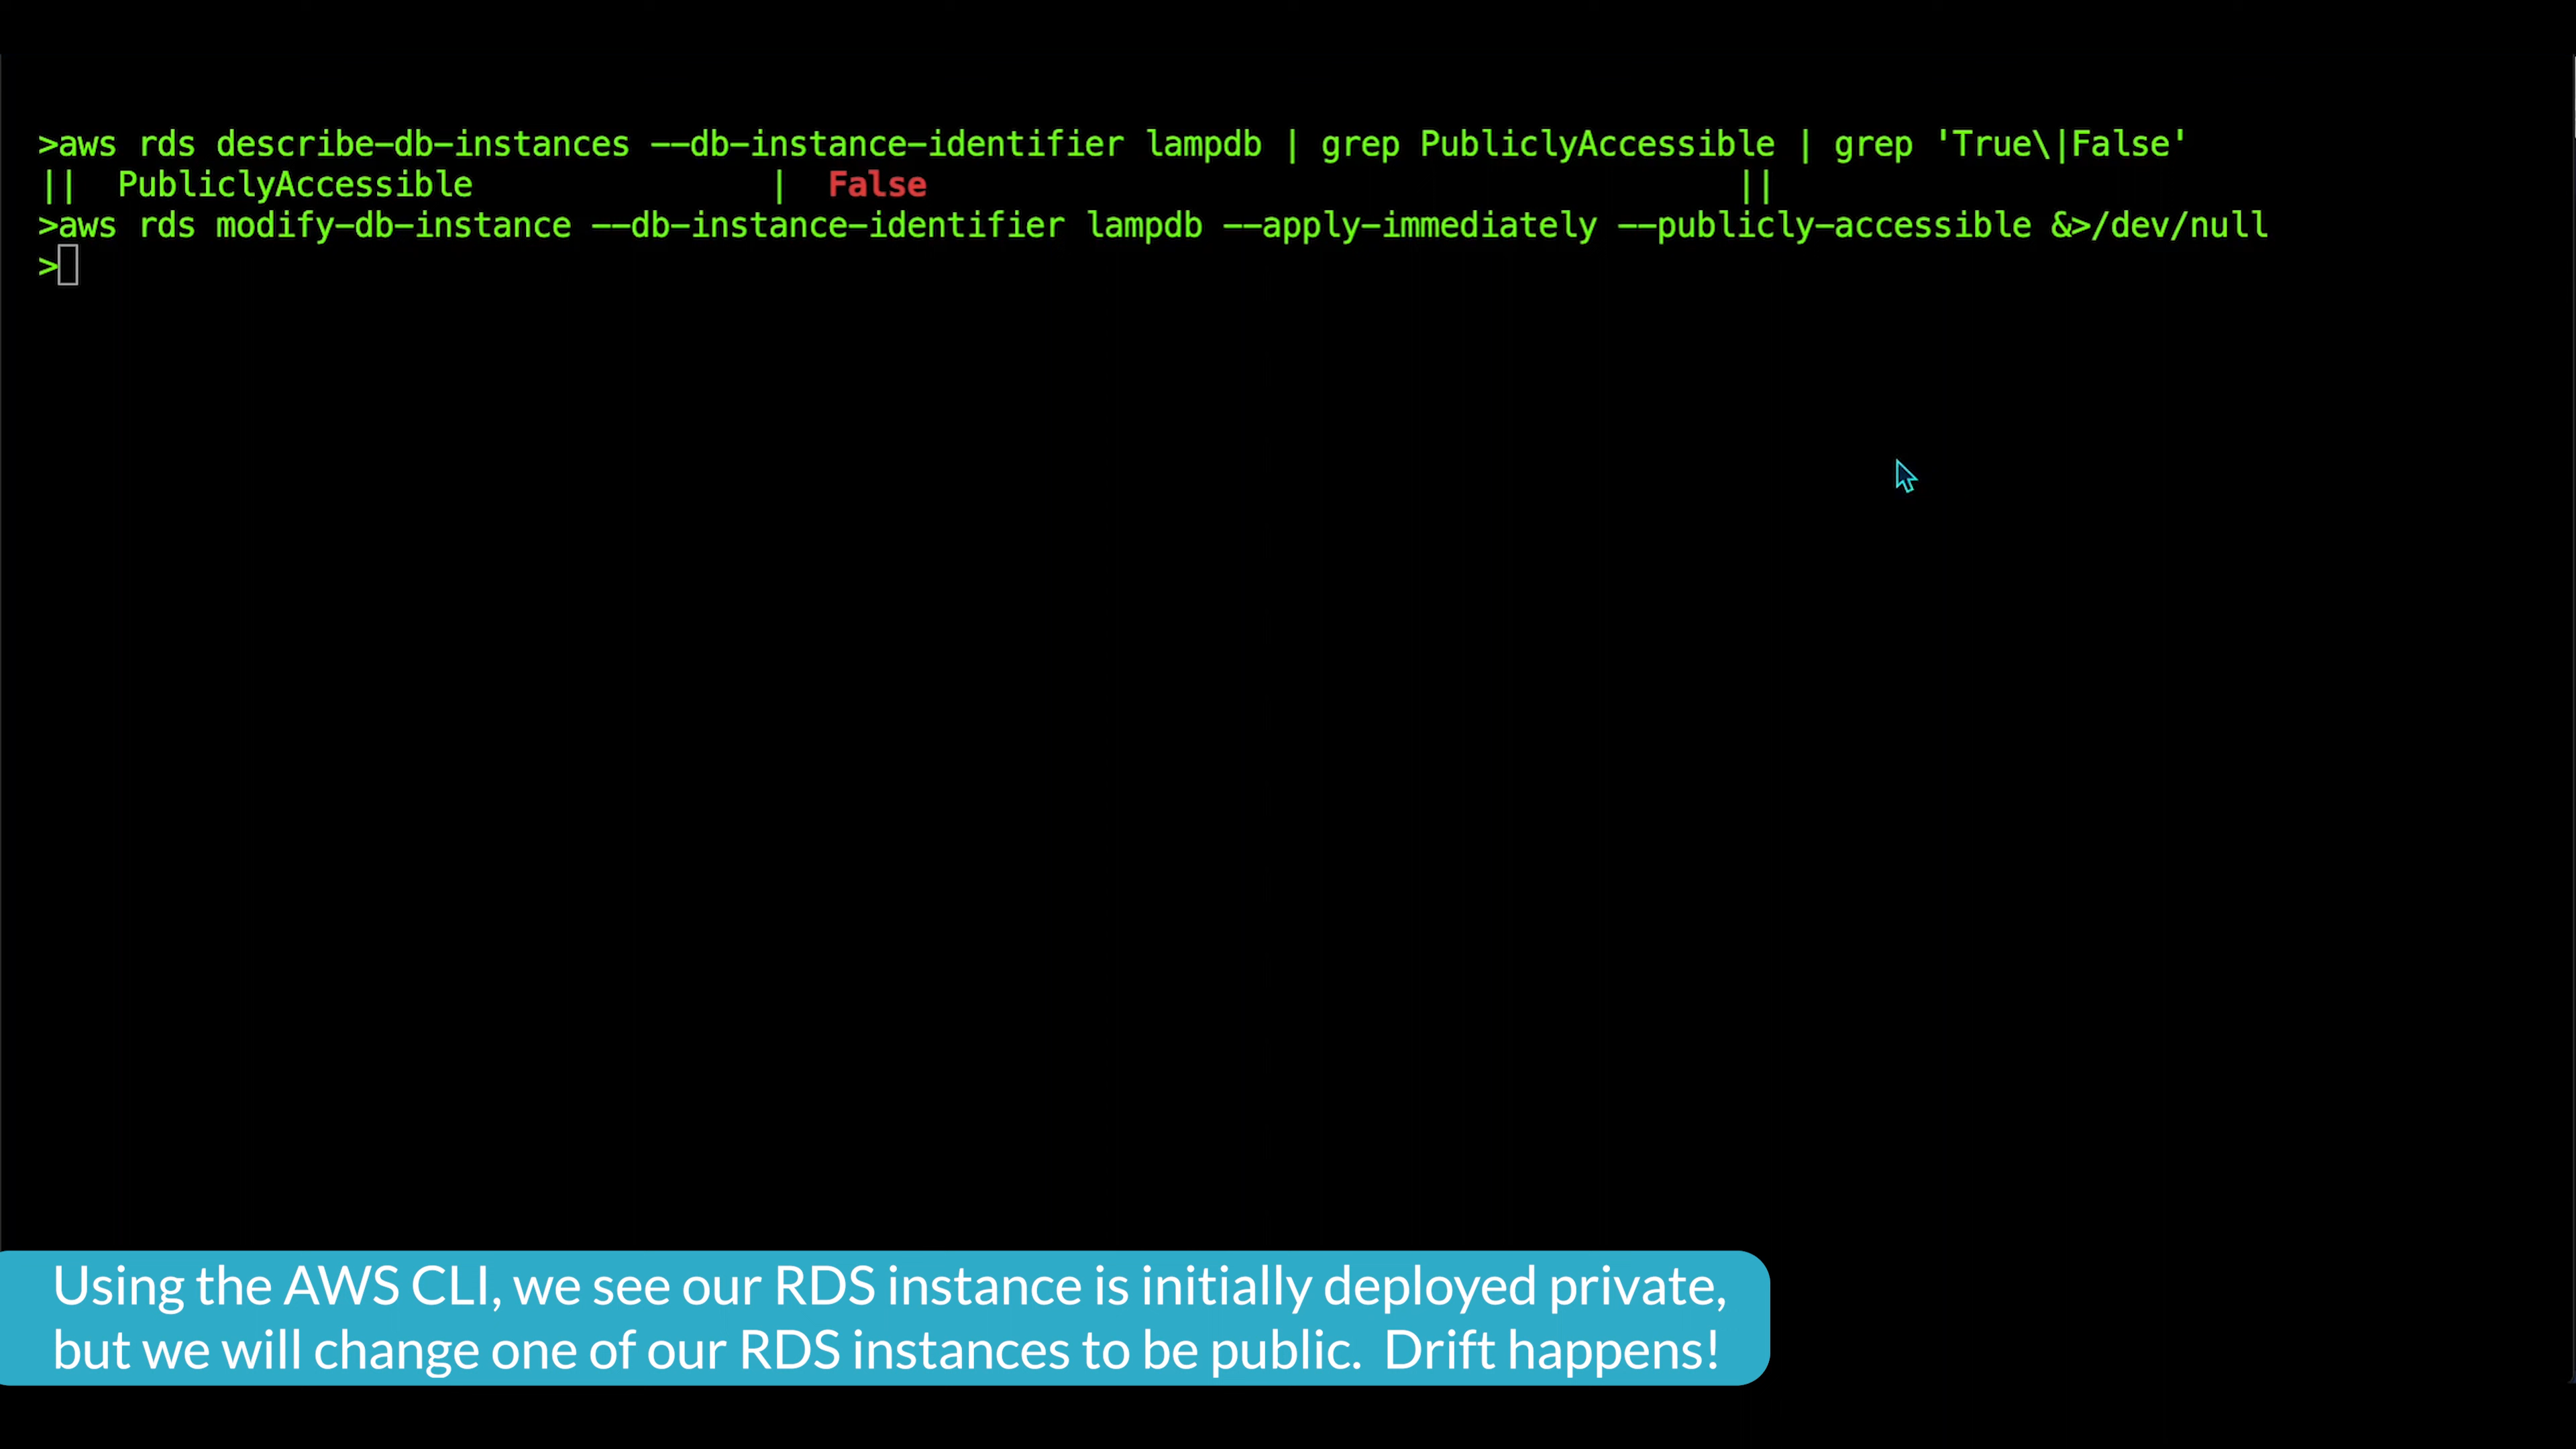 >aws rds describe-db-instances --db-instance-identifier lampdb | grep PubliclyAccessible | grep 'True\|False'
||  PubliclyAccessible               |  False                                         ||
>aws rds modify-db-instance --db-instance-identifier lampdb --apply-immediately --publicly-accessible &>/dev/null
>
Using the AWS CLI, we see our RDS instance is initially deployed private,
but we will change one of our RDS instances to be public.  Drift happens!